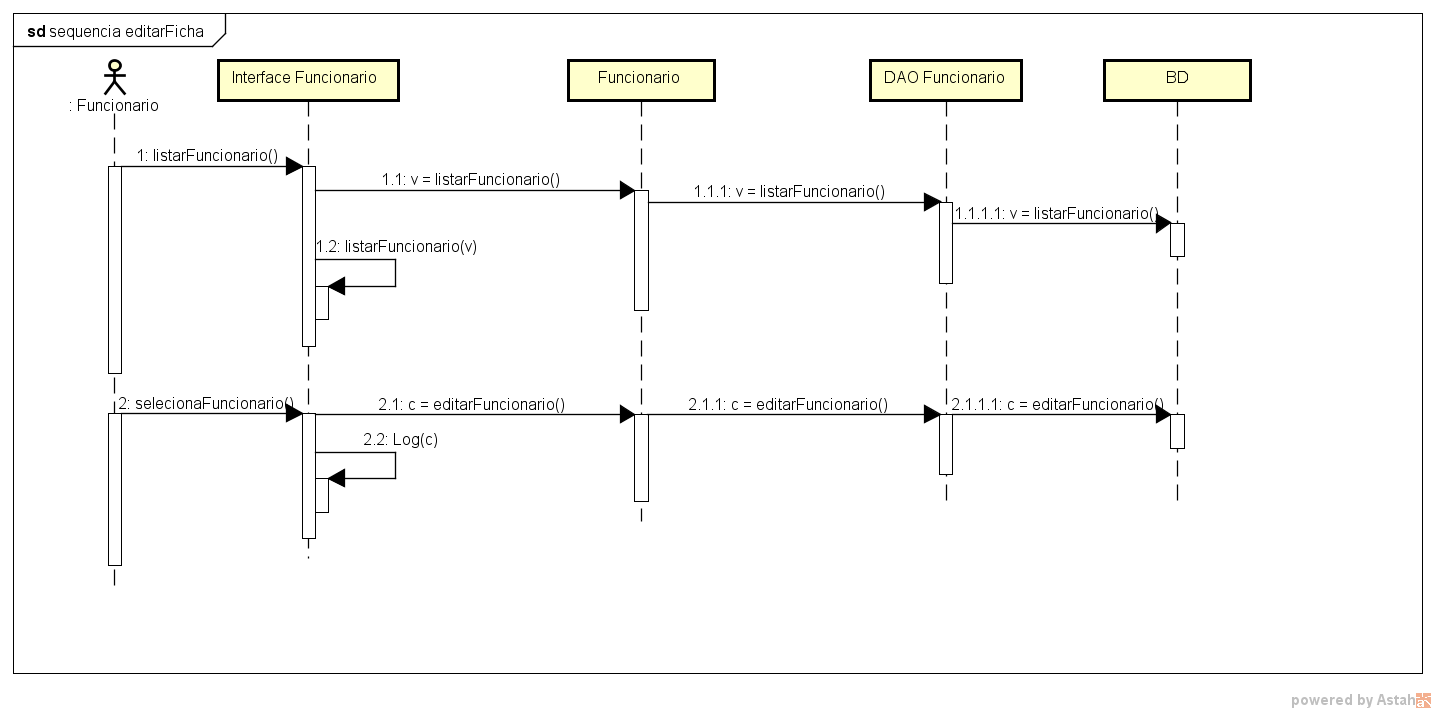 sd sequencia editarFicha
: Funcionario
Interface Funcionario
Funcionario
DAO Funcionario
BD
1: listarFuncionario()
1.1: v = listarFuncionario()
1.1.1: v = listarFuncionario()
1.1.1.1: v = listarFuncionario()
1.2: listarFuncionario(v)
2: selecionaFuncionario()
2.1: c = editarFuncionario()
2.1.1: c = editarFuncionario()
2.1.1.1: c = editarFuncionario()
2.2: Log(c)
powered by Astah